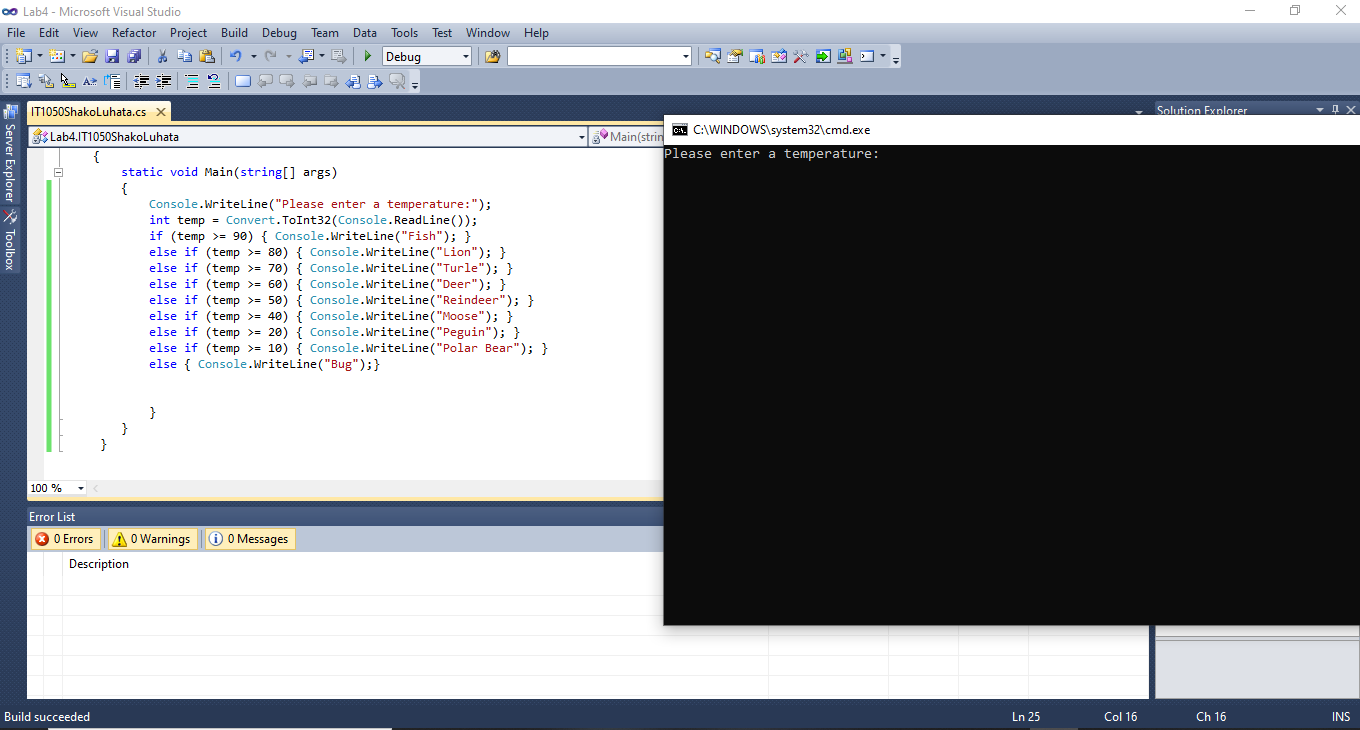 Lab4 - Microsoft Visual Studio
File Edit View Refactor Project Build Debug Team Data Tools Test Window Help
Debug
Server Explorer
Toolbox
IT1050ShakoLuhata.cs
Solution Explorer
Lab4.IT1050ShakoLuhata
Main(strin
{
static void Main(string[] args)
{
Console.WriteLine("Please enter a temperature:");
int temp = Convert.ToInt32(Console.ReadLine());
if (temp >= 90) { Console.WriteLine("Fish"); }
else if (temp >= 80) { Console.WriteLine("Lion"); }
else if (temp >= 70) { Console.WriteLine("Turle"); }
else if (temp >= 60) { Console.WriteLine("Deer"); }
else if (temp >= 50) { Console.WriteLine("Reindeer"); }
else if (temp >= 40) { Console.WriteLine("Moose"); }
else if (temp >= 20) { Console.WriteLine("Peguin"); }
else if (temp >= 10) { Console.WriteLine("Polar Bear"); }
else { Console.WriteLine("Bug");}
}
}
}
100 %
C:\WINDOWS\system32\cmd.exe
Please enter a temperature:
Error List
0 Errors 0 Warnings 0 Messages
Description
Build succeeded Ln 25 Col 16 Ch 16 INS